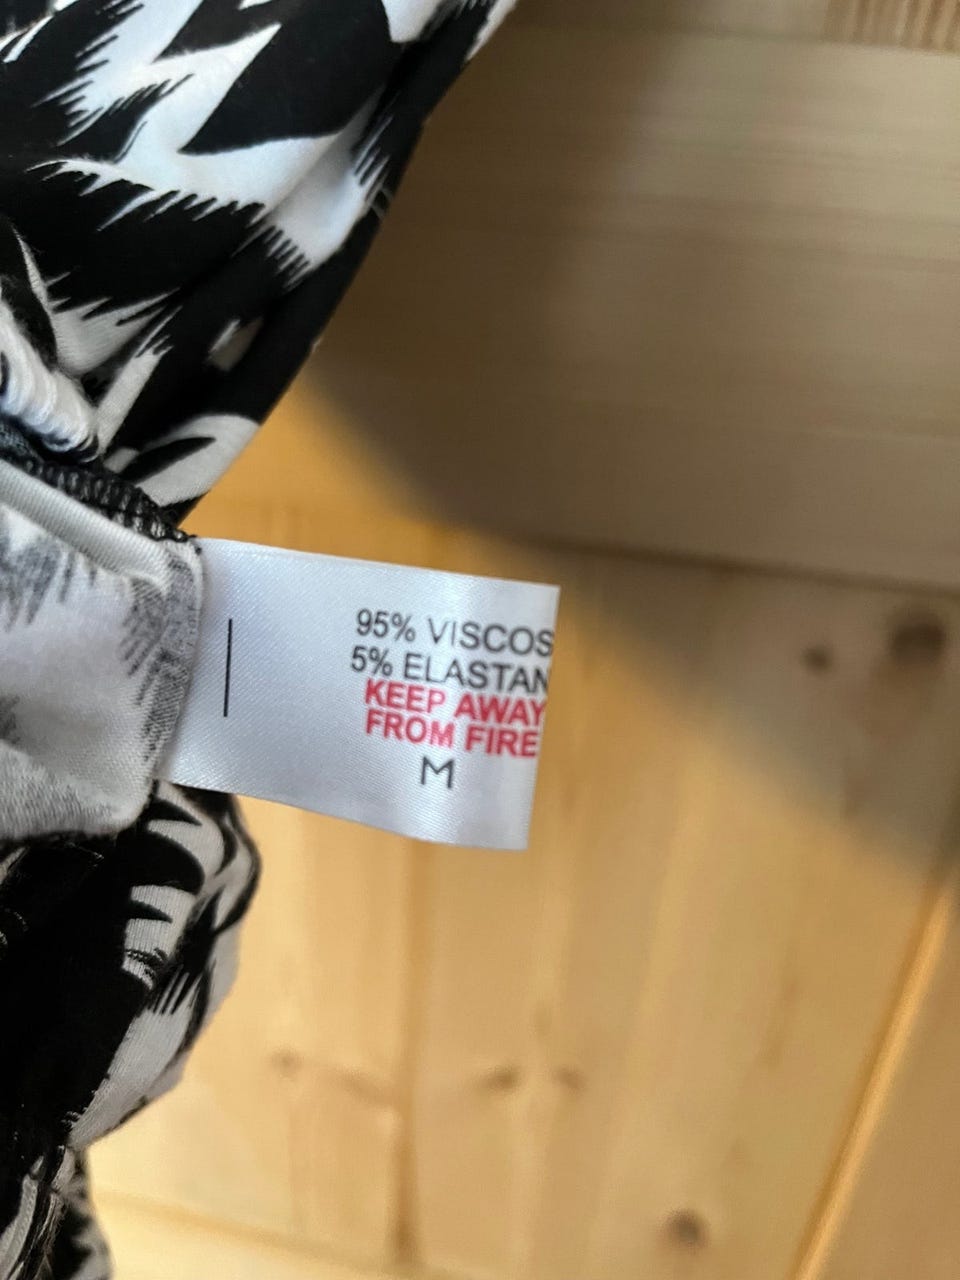 95% VISCOS
5% ELASTAN
KEEP AWAY
FROM FIRE
M